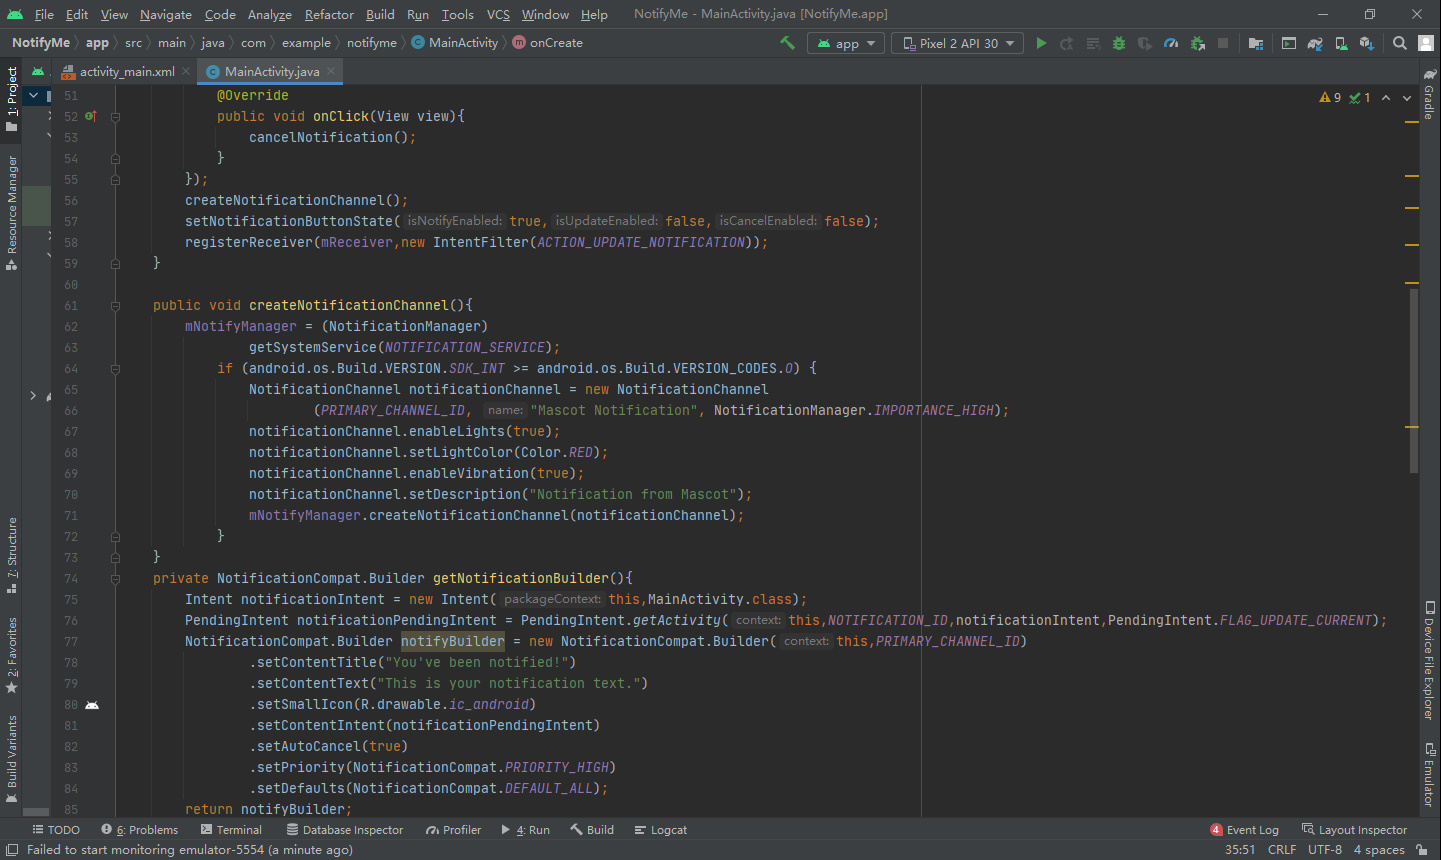 File Edit View Navigate Code Analyze Refactor Build Run Tools VCS Window Help NotifyMe - MainActivity.java [NotifyMe.app]
NotifyMe app src main java com example notifyme MainActivity onCreate app Pixel 2 API 30
activity_main.xml MainActivity.java
1: Project
Resource Manager
7: Structure
2: Favorites
Build Variants
9 1
51 @Override
52 public void onClick(View view){
53 cancelNotification();
54 }
55 });
56 createNotificationChannel();
57 setNotificationButtonState( isNotifyEnabled: true, isUpdateEnabled: false, isCancelEnabled: false);
58 registerReceiver(mReceiver,new IntentFilter(ACTION_UPDATE_NOTIFICATION));
59 }
60
61 public void createNotificationChannel(){
62 mNotifyManager = (NotificationManager)
63 getSystemService(NOTIFICATION_SERVICE);
64 if (android.os.Build.VERSION.SDK_INT >= android.os.Build.VERSION_CODES.O) {
65 NotificationChannel notificationChannel = new NotificationChannel
66 (PRIMARY_CHANNEL_ID, name: "Mascot Notification", NotificationManager.IMPORTANCE_HIGH);
67 notificationChannel.enableLights(true);
68 notificationChannel.setLightColor(Color.RED);
69 notificationChannel.enableVibration(true);
70 notificationChannel.setDescription("Notification from Mascot");
71 mNotifyManager.createNotificationChannel(notificationChannel);
72 }
73 }
74 private NotificationCompat.Builder getNotificationBuilder(){
75 Intent notificationIntent = new Intent( packageContext: this,MainActivity.class);
76 PendingIntent notificationPendingIntent = PendingIntent.getActivity( context: this,NOTIFICATION_ID,notificationIntent,PendingIntent.FLAG_UPDATE_CURRENT);
77 NotificationCompat.Builder notifyBuilder = new NotificationCompat.Builder( context: this,PRIMARY_CHANNEL_ID)
78 .setContentTitle("You've been notified!")
79 .setContentText("This is your notification text.")
80 .setSmallIcon(R.drawable.ic_android)
81 .setContentIntent(notificationPendingIntent)
82 .setAutoCancel(true)
83 .setPriority(NotificationCompat.PRIORITY_HIGH)
84 .setDefaults(NotificationCompat.DEFAULT_ALL);
85 return notifyBuilder;
Gradle
Device File Explorer
Emulator
TODO 6: Problems Terminal Database Inspector Profiler 4: Run Build Logcat 4 Event Log Layout Inspector
Failed to start monitoring emulator-5554 (a minute ago) 35:51 CRLF UTF-8 4 spaces